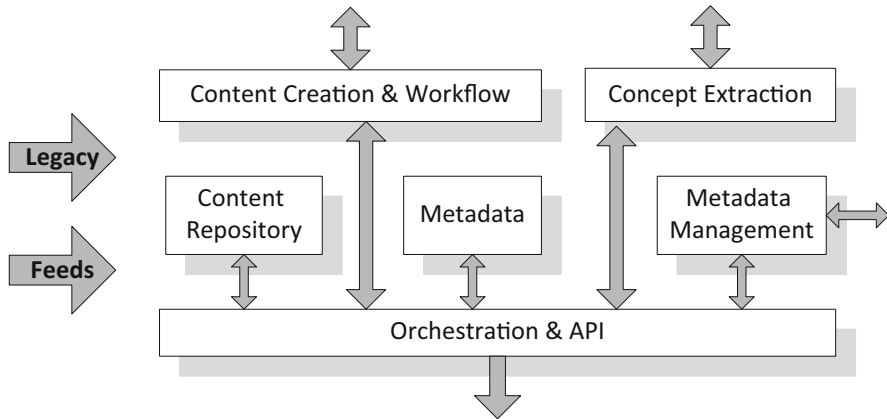 Content Creation & Workflow
Concept Extraction
Legacy
Content
Repository
Metadata
Metadata
Management
Feeds
Orchestration & API